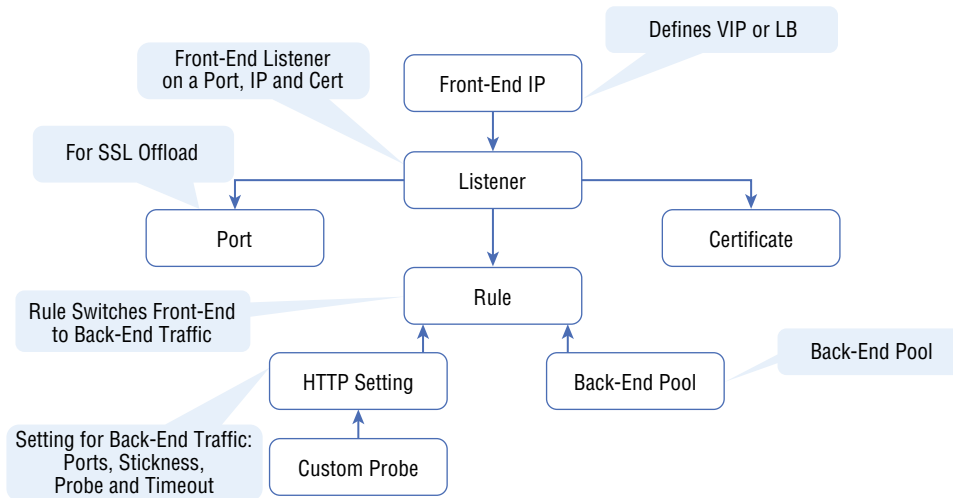 Defines VIP or LB
Front-End Listener
on a Port, IP and Cert
Front-End IP
For SSL Offload
Listener
Port
Certificate
Rule
Rule Switches Front-End
to Back-End Traffic
Back-End Pool
HTTP Setting
Back-End Pool
Setting for Back-End Traffic:
Ports, Stickness,
Probe and Timeout
Custom Probe